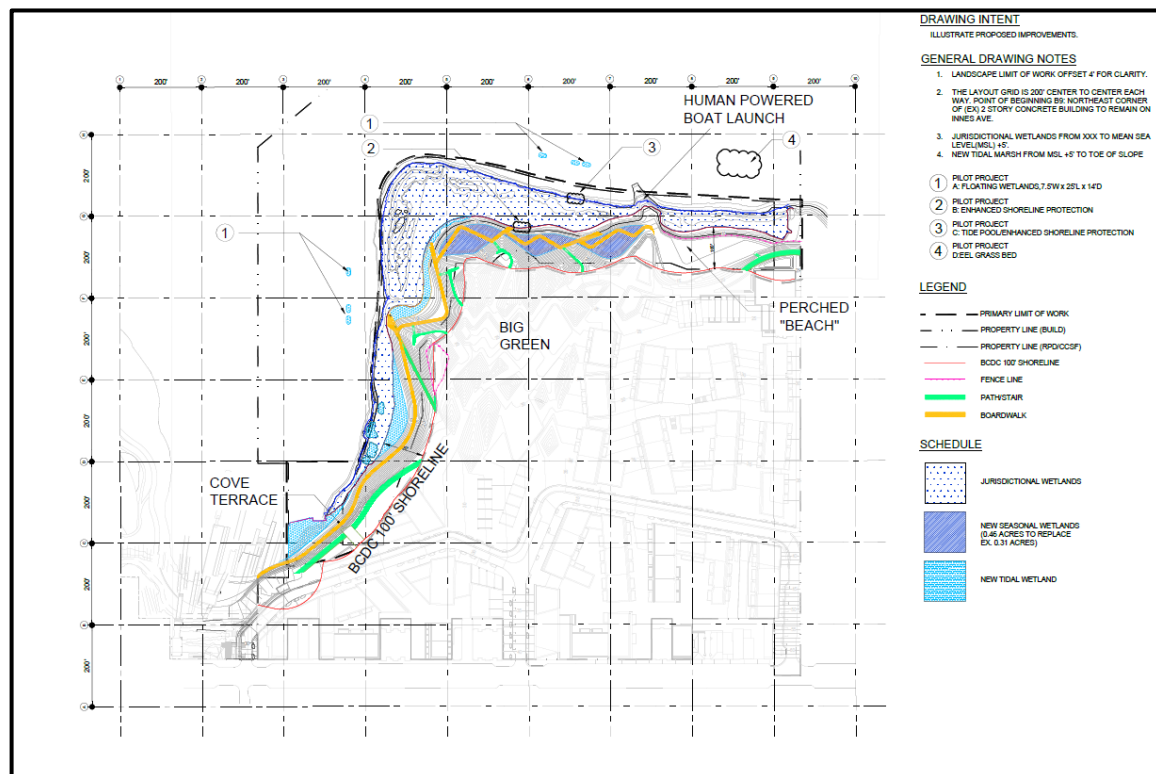 DRAWING INTENT
ILLUSTRATE PROPOSED IMPROVEMENTS.
GENERAL DRAWING NOTES
1. LANDSCAPE LIMIT OF WORK OFFSET 4' FOR CLARITY.
2. THE LAYOUT GRID IS 200' CENTER TO CENTER EACH
WAY. POINT OF BEGINNING B9: NORTHEAST CORNER
OF (EX) 2 STORY CONCRETE BUILDING TO REMAIN ON
INNES AVE.
3. JURISDICTIONAL WETLANDS FROM XXX TO MEAN SEA
LEVEL(MSL) +5'.
4. NEW TIDAL MARSH FROM MSL +5' TO TOE OF SLOPE
1 PILOT PROJECT
A: FLOATING WETLANDS,7.5'W x 25'L x 14'D
2 PILOT PROJECT
B: ENHANCED SHORELINE PROTECTION
3 PILOT PROJECT
C: TIDE POOL/ENHANCED SHORELINE PROTECTION
4 PILOT PROJECT
D:EEL GRASS BED
LEGEND
PRIMARY LIMIT OF WORK
PROPERTY LINE (BUILD)
PROPERTY LINE (RPD/CCSF)
BCDC 100' SHORELINE
FENCE LINE
PATH/STAIR
BOARDWALK
SCHEDULE
JURISDICTIONAL WETLANDS
NEW SEASONAL WETLANDS
(0.46 ACRES TO REPLACE
EX. 0.31 ACRES)
NEW TIDAL WETLAND
200' 200' 200' 200' 200' 200' 200' 200' 200'
HUMAN POWERED
BOAT LAUNCH
1
2
3
4
200'
200'
200'
200'
200'
200'
200'
1
BIG
GREEN
PERCHED
"BEACH"
COVE
TERRACE
BCDC 100' SHORELINE